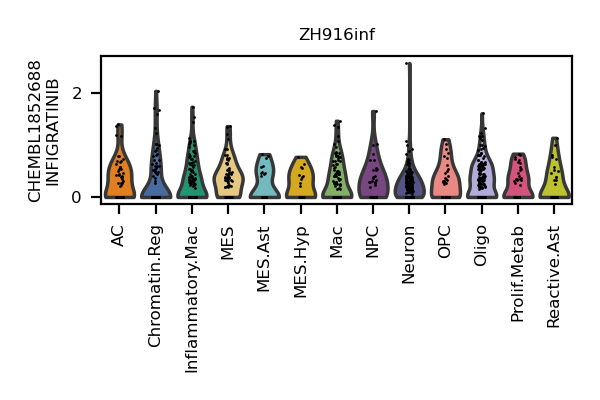 ZH916inf
CHEMBL1852688
INFIGRATINIB
2
0
AC
Chromatin.Reg
Inflammatory.Mac
MES
MES.Ast
MES.Hyp
Mac
NPC
Neuron
OPC
Oligo
Prolif.Metab
Reactive.Ast